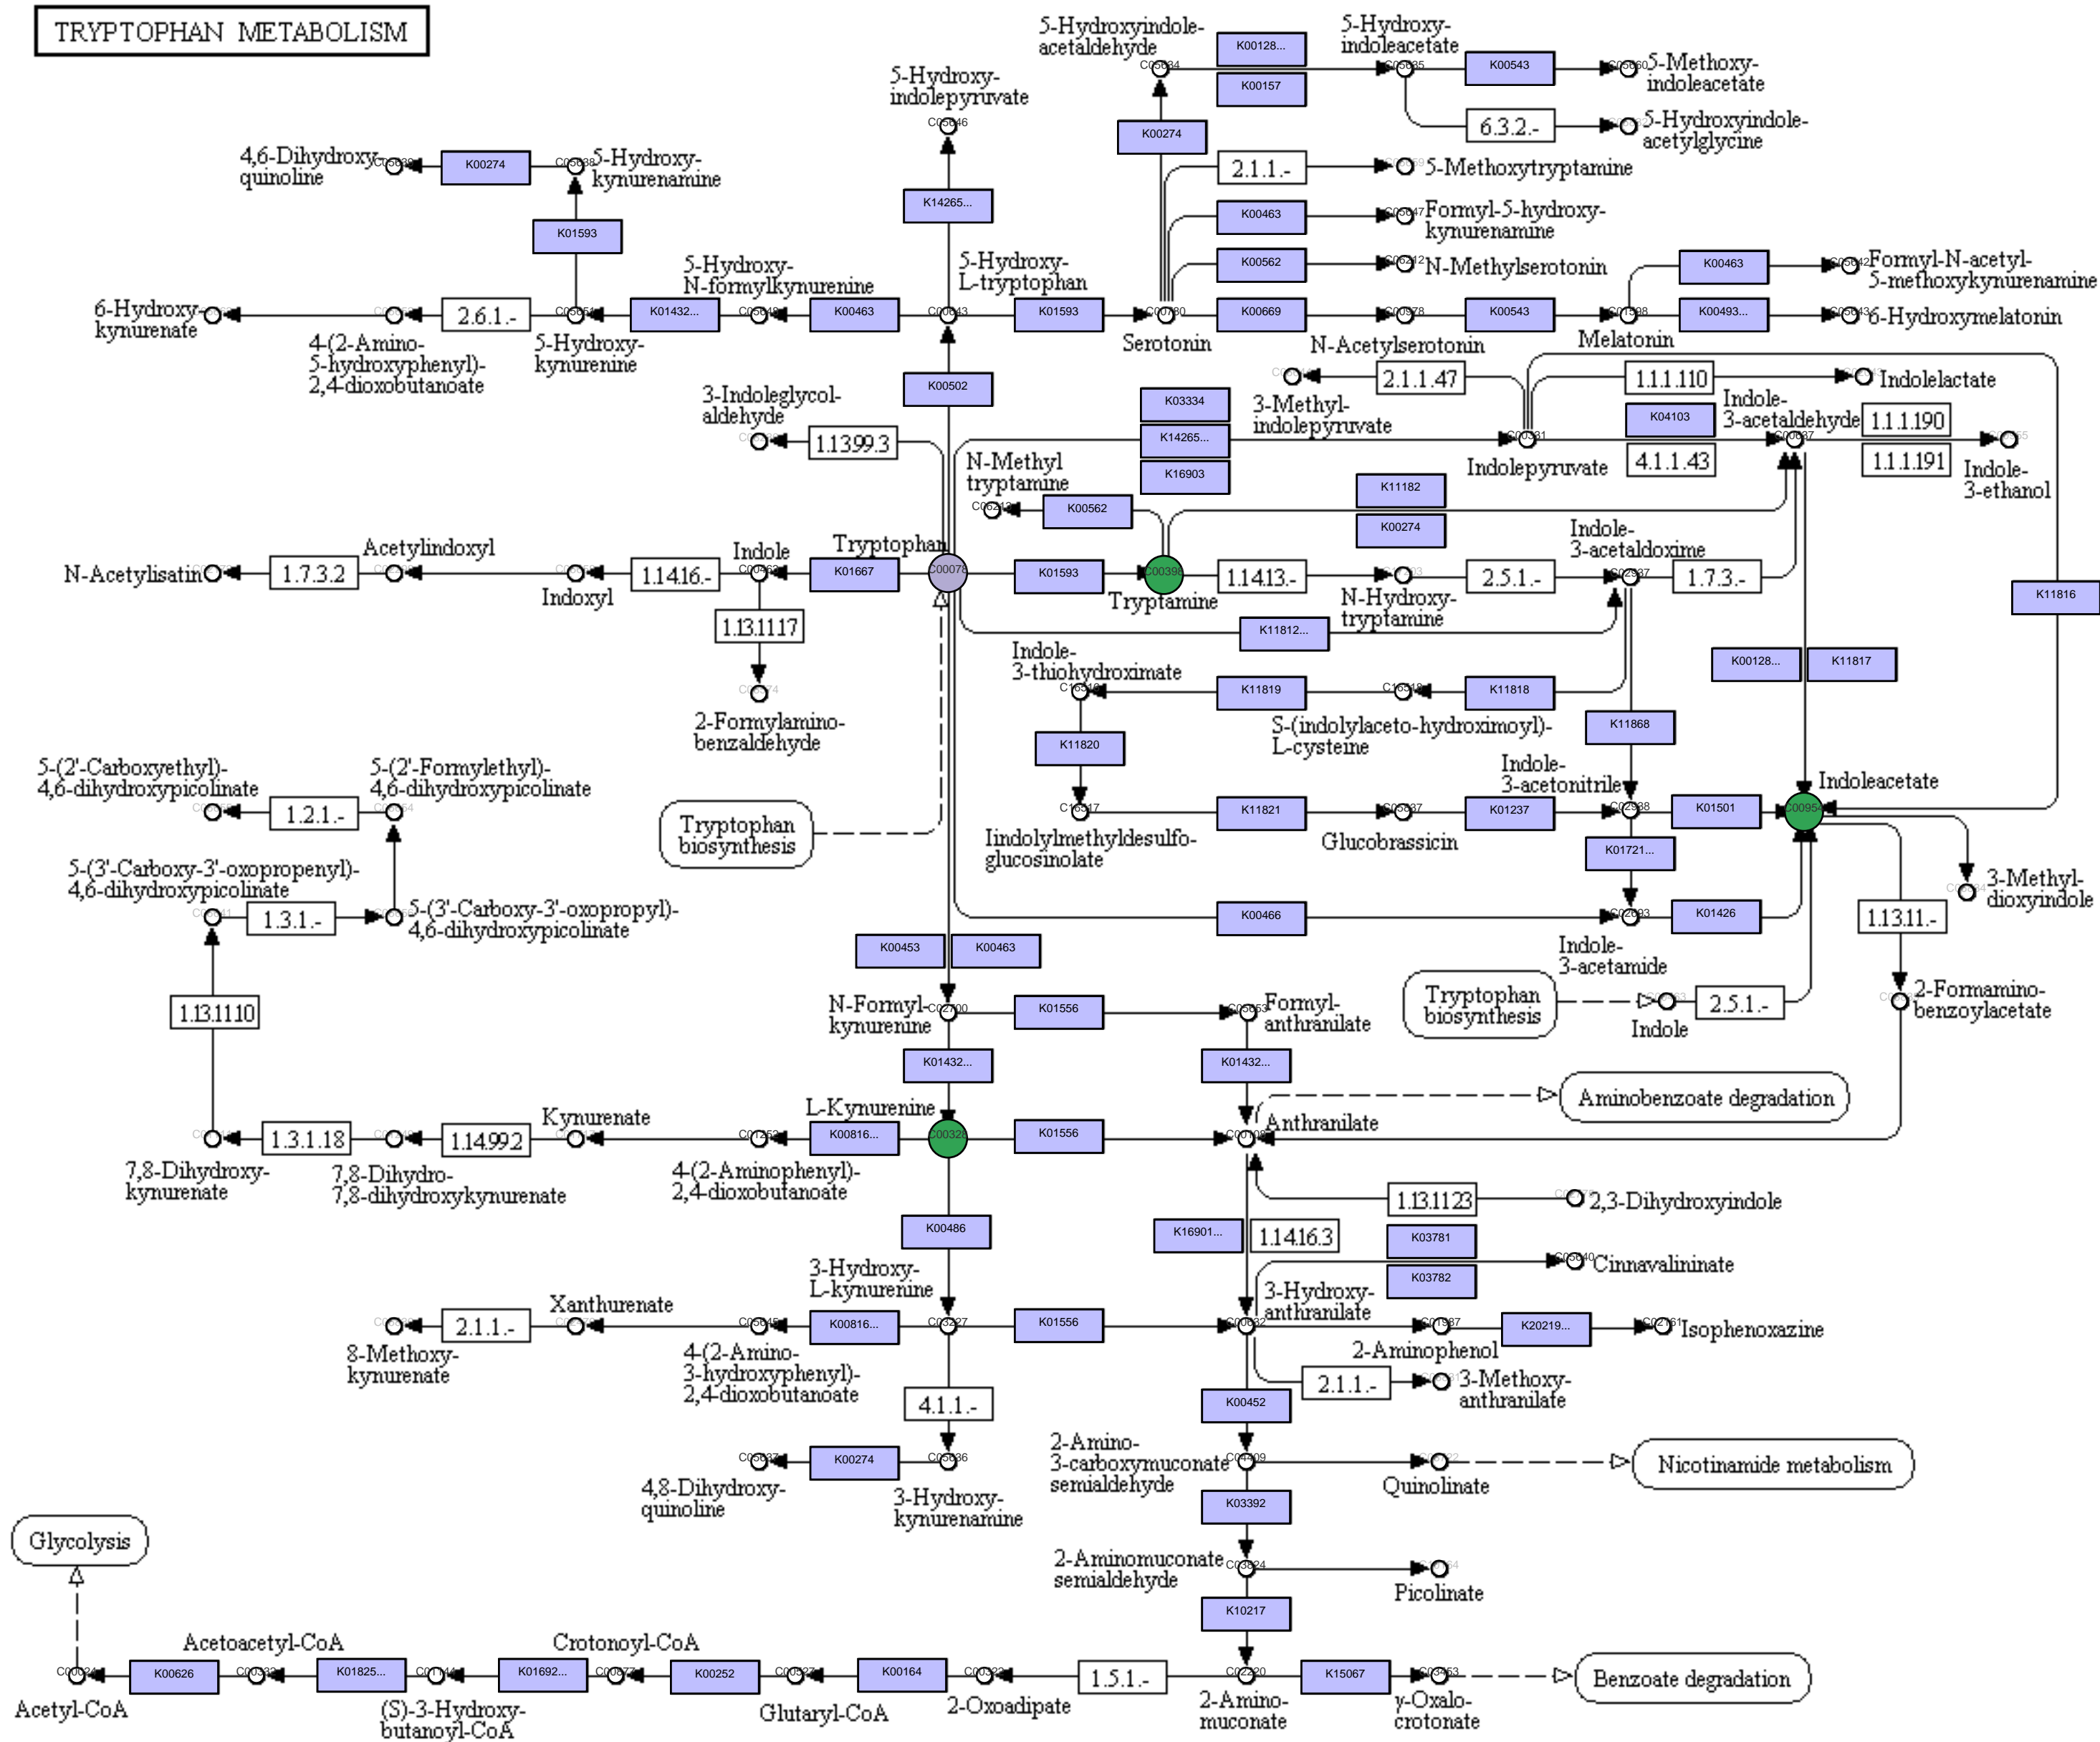 TRYPTOPHAN METABOLISM
5-Hydroxyindole-
acetaldehyde
K00128...
K00157
5-Hydroxy-
indoleacetate
K00543
5-Methoxy-
indoleacetate
6.3.2.-
5-Hydroxyindole-
acetylglycine
5-Hydroxy-
indolepyruvate
K00274
2.1.1.-
5-Methoxytryptamine
4,6-Dihydroxy-
quinoline
K00274
5-Hydroxy-
kynurenamine
K14265...
K00463
Formyl-5-hydroxy-
kynurenamine
K01593
K00562
N-Methylserotonin
K00463
Formyl-N-acetyl-
5-methoxykynurenamine
5-Hydroxy-
N-formylkynurenine
5-Hydroxy-
L-tryptophan
6-Hydroxy-
kynurenate
2.6.1.-
K01432...
K00463
K01593
K00669
K00543
K00493...
6-Hydroxymelatonin
4-(2-Amino-
5-hydroxyphenyl)-
2,4-dioxobutanoate
5-Hydroxy-
kynurenine
Serotonin
N-Acetylserotonin
Melatonin
K00502
2.1.1.47
1.1.1.110
Indolelactate
3-Indoleglycol-
aldehyde
K03334
3-Methyl-
indolepyruvate
K04103
Indole-
3-acetaldehyde
1.1.1.190
1.13.99.3
K14265...
K16903
Indolepyruvate
4.1.1.43
1.1.1.191
Indole-
3-ethanol
N-Methyl
tryptamine
K00562
K11182
K00274
Indole-
3-acetaldoxime
N-Acetylisatin
1.7.3.2
Acetylindoxyl
Indoxyl
1.14.16.-
Indole
K01667
Tryptophan
C00078
K01593
C00398
Tryptamine
1.14.13.-
N-Hydroxy-
tryptamine
2.5.1.-
C02937
1.7.3.-
K11816
1.13.11.17
K11812...
Indole-
3-thiohydroximate
K11819
K11818
S-(indolylaceto-hydroximoyl)-
L-cysteine
K00128...
K11817
2-Formylamino-
benzaldehyde
K11820
K11868
5-(2'-Carboxyethyl)-
4,6-dihydroxypicolinate
5-(2'-Formylethyl)-
4,6-dihydroxypicolinate
1.2.1.-
Tryptophan
biosynthesis
C16517
Iindolylmethyldesulfo-
glucosinolate
K11821
Glucobrassicin
K01237
Indole-
3-acetonitrile
C02938
K01501
Indoleacetate
C00954
K01721...
5-(3'-Carboxy-3'-oxopropenyl)-
4,6-dihydroxypicolinate
1.3.1.-
5-(3'-Carboxy-3'-oxopropyl)-
4,6-dihydroxypicolinate
K00466
C02693
K01426
1.13.11.-
3-Methyl-
dioxyindole
Indole-
3-acetamide
K00453
K00463
1.13.11.10
N-Formyl-
kynurenine
C02700
K01556
Formyl-
anthranilate
Tryptophan
biosynthesis
Indole
2.5.1.-
2-Formamino-
benzoylacetate
K01432...
K01432...
Aminobenzoate degradation
1.3.1.18
1.14.99.2
Kynurenate
K00816...
L-Kynurenine
C00328
K01556
Anthranilate
7,8-Dihydroxy-
kynurenate
7,8-Dihydro-
7,8-dihydroxykynurenate
4-(2-Aminophenyl)-
2,4-dioxobutanoate
1.13.11.23
2,3-Dihydroxyindole
K00486
K16901...
1.14.16.3
K03781
K03782
Cinnavalininate
Xanthurenate
3-Hydroxy-
L-kynurenine
3-Hydroxy-
anthranilate
2.1.1.-
K00816...
C03227
K01556
C00632
K20219...
Isophenoxazine
8-Methoxy-
kynurenate
4-(2-Amino-
3-hydroxyphenyl)-
2,4-dioxobutanoate
2-Aminophenol
2.1.1.-
3-Methoxy-
anthranilate
4.1.1.-
K00452
K00274
C05636
4,8-Dihydroxy-
quinoline
3-Hydroxy-
kynurenamine
2-Amino-
3-carboxymuconate
semialdehyde
C04409
Quinolinate
Nicotinamide metabolism
K03392
Glycolysis
2-Aminomuconate
semialdehyde
C03824
Picolinate
K10217
Acetoacetyl-CoA
Crotonoyl-CoA
K00626
K01825...
K01692...
K00252
K00164
1.5.1.-
C02220
K15067
Benzoate degradation
Acetyl-CoA
(S)-3-Hydroxy-
butanoyl-CoA
Glutaryl-CoA
2-Oxoadipate
2-Amino-
muconate
γ-Oxalo-
crotonate